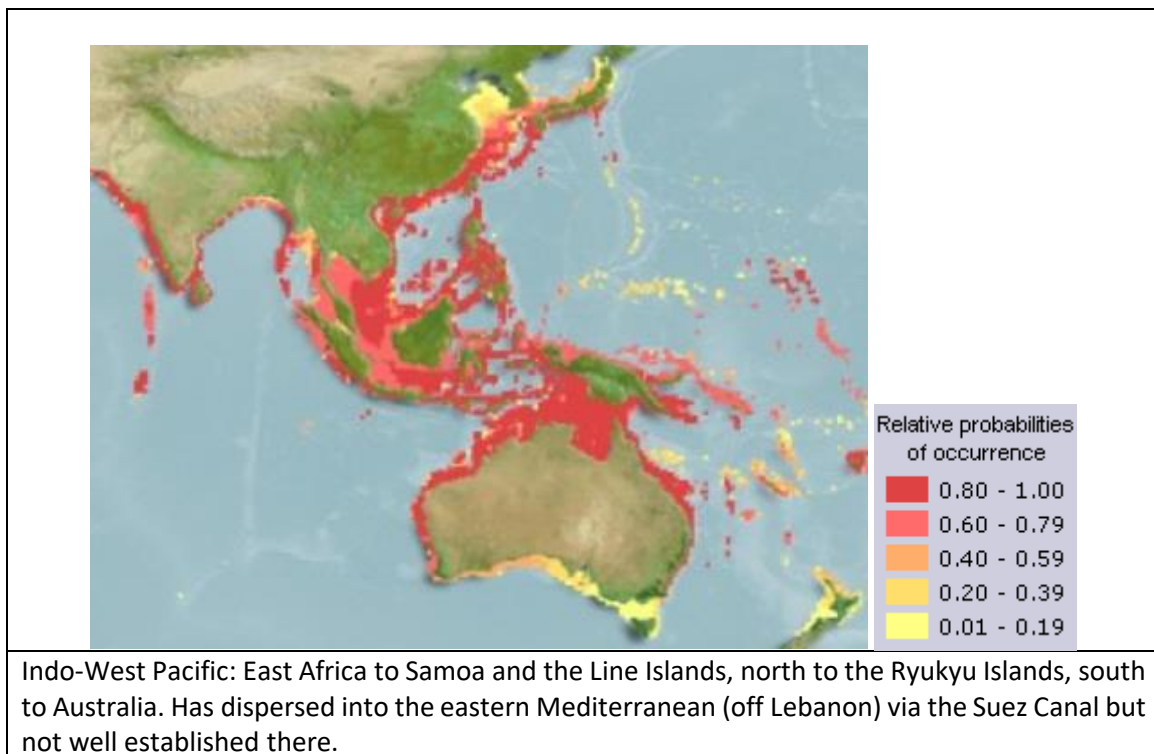 Relative probabilities
of occurrence
0.80 - 1.00
0.60 - 0.79
0.40 - 0.59
0.20 - 0.39
0.01 - 0.19
Indo-West Pacific: East Africa to Samoa and the Line Islands, north to the Ryukyu Islands, south
to Australia. Has dispersed into the eastern Mediterranean (off Lebanon) via the Suez Canal but
not well established there.